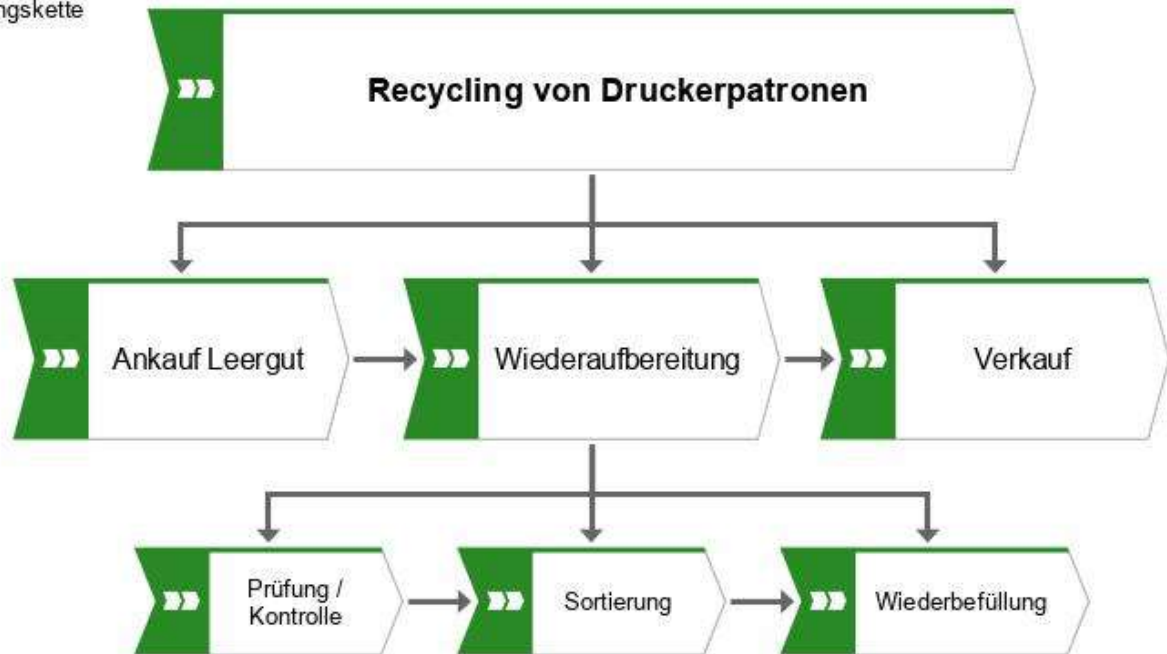 ngskette
Recycling von Druckerpatronen
Ankauf Leergut
Wiederaufbereitung
Verkauf
Prüfung /
Kontrolle
Sortierung
Wiederbefüllung